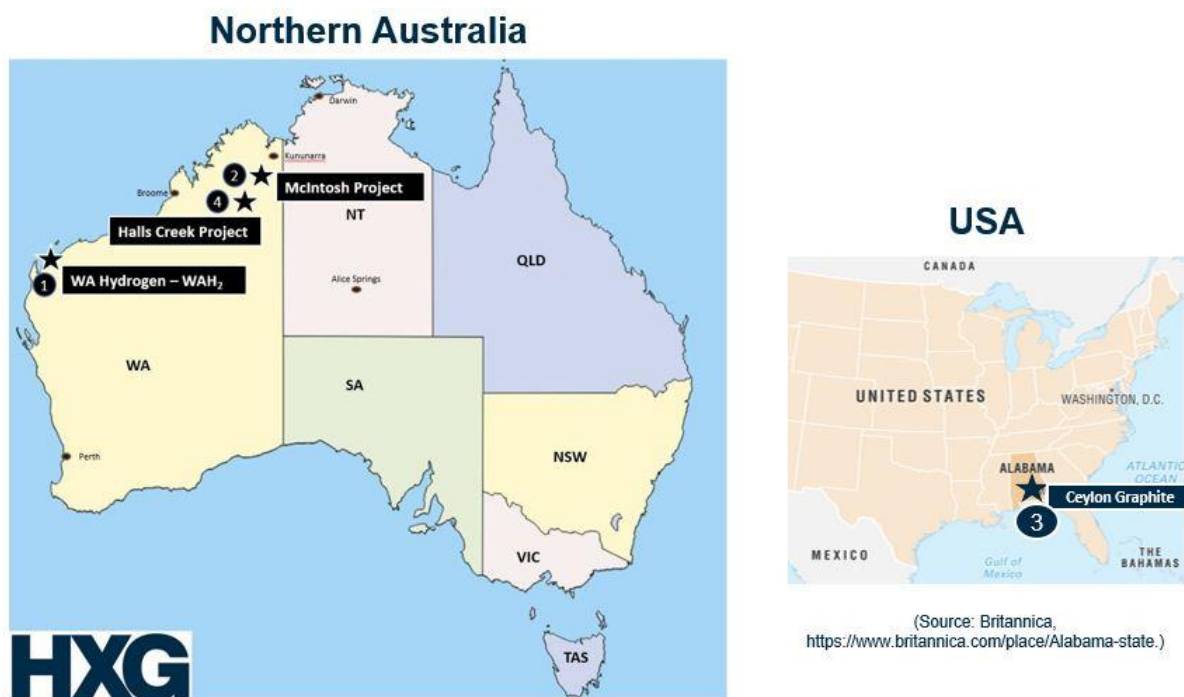 Northern Australia
Darwin
Kununarra
2
McIntosh Project
Broome
4
Halls Creek Project
NT
1
WA Hydrogen – WAH₂
Alice Springs
QLD
WA
SA
NSW
Perth
VIC
TAS
HXG
USA
CANADA
UNITED STATES
WASHINGTON, D.C.
ALABAMA
ATLANTIC
OCEAN
Ceylon Graphite
3
MEXICO
Gulf of
Mexico
THE
BAHAMAS
(Source: Britannica,
https://www.britannica.com/place/Alabama-state.)